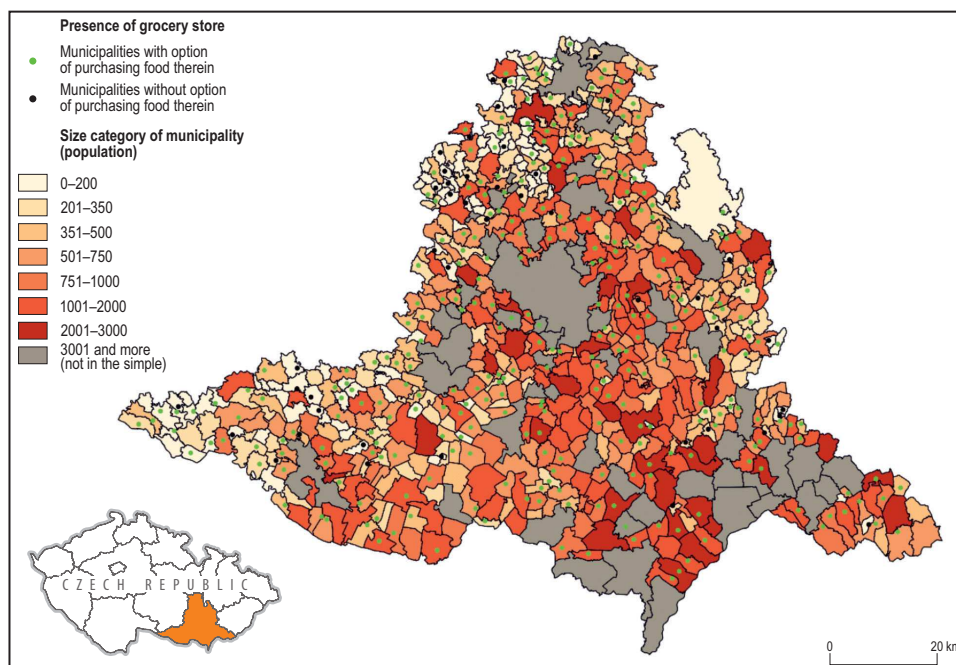 Presence of grocery store
Municipalities with option
of purchasing food therein
Municipalities without option
of purchasing food therein
Size category of municipality
(population)
0–200
201–350
351–500
501–750
751–1000
1001–2000
2001–3000
3001 and more
(not in the simple)
CZECH REPUBLIC
0 20 km